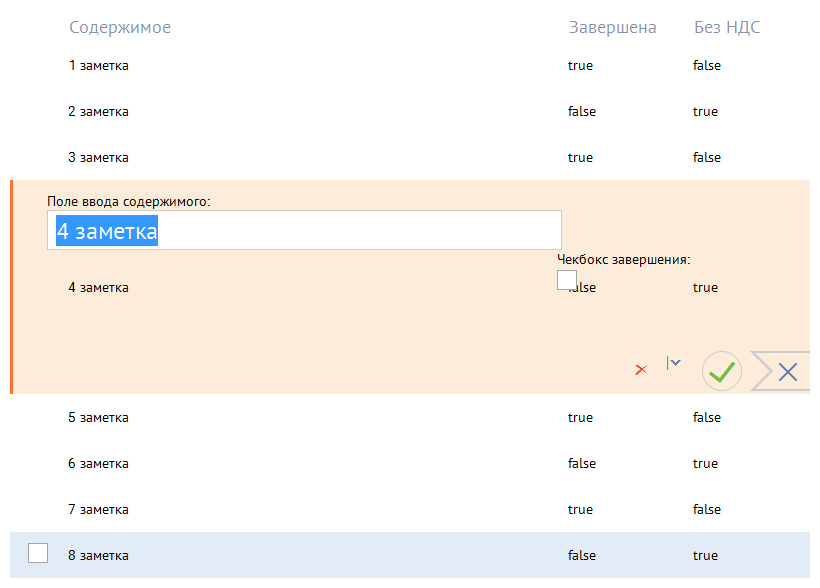 Содержимое Завершена Без НДС
1 заметка true false
2 заметка false true
3 заметка true false
Поле ввода содержимого:
4 заметка
Чекбокс завершения:
4 заметка false true
5 заметка true false
6 заметка false true
7 заметка true false
8 заметка false true